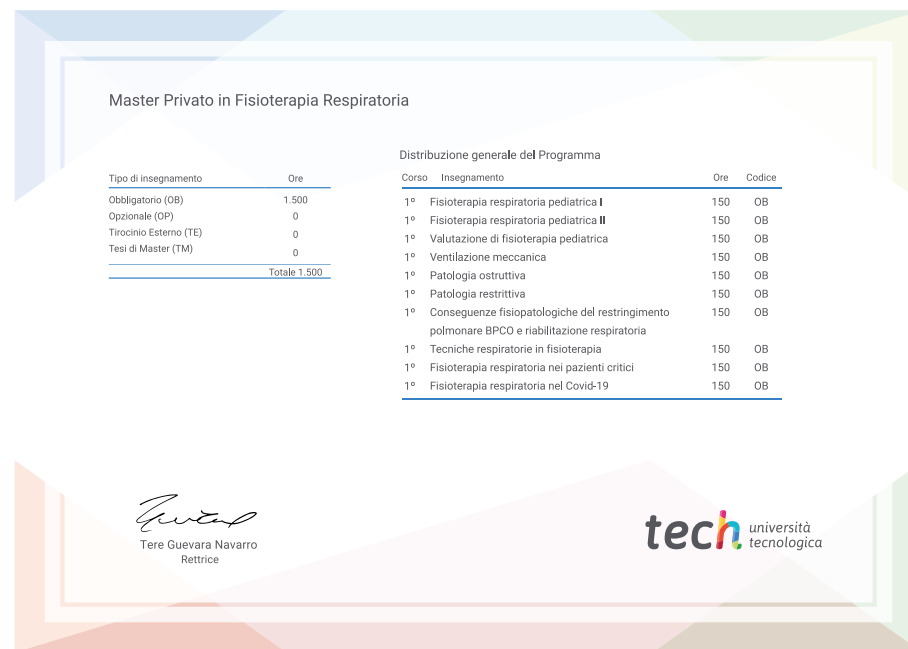 Master Privato in Fisioterapia Respiratoria
Tipo di insegnamento Ore
Obbligatorio (OB) 1.500
Opzionale (OP) 0
Tirocinio Esterno (TE) 0
Tesi di Master (TM) 0
Totale 1.500
Distribuzione generale del Programma
Corso Insegnamento Ore Codice
1º Fisioterapia respiratoria pediatrica I 150 OB
1º Fisioterapia respiratoria pediatrica II 150 OB
1º Valutazione di fisioterapia pediatrica 150 OB
1º Ventilazione meccanica 150 OB
1º Patologia ostruttiva 150 OB
1º Patologia restrittiva 150 OB
1º Conseguenze fisiopatologiche del restringimento 150 OB
polmonare BPCO e riabilitazione respiratoria
1º Tecniche respiratorie in fisioterapia 150 OB
1º Fisioterapia respiratoria nei pazienti critici 150 OB
1º Fisioterapia respiratoria nel Covid-19 150 OB
Tere Guevara Navarro
Rettrice
tech università
tecnologica